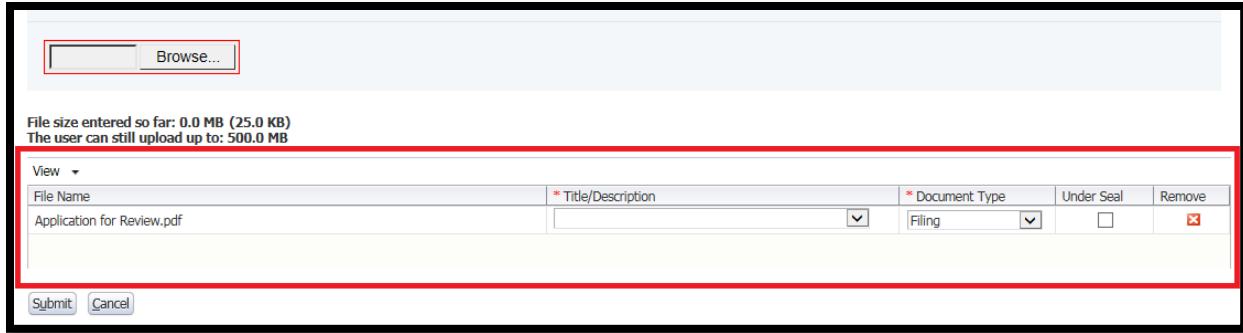 Browse...
File size entered so far: 0.0 MB (25.0 KB)
The user can still upload up to: 500.0 MB
View
File Name * Title/Description * Document Type Under Seal Remove
Application for Review.pdf Filing
Submit Cancel